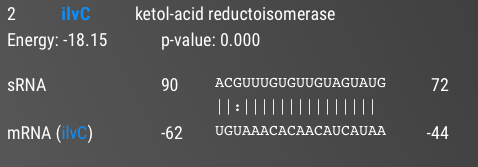 2 ilvC ketol-acid reductoisomerase
Energy: -18.15 p-value: 0.000
sRNA 90 ACGUUUGUGUUGUAGUAUG 72
||:|||||||||||||||
mRNA (ilvC) -62 UGUAAACACAACAUCAUAA -44